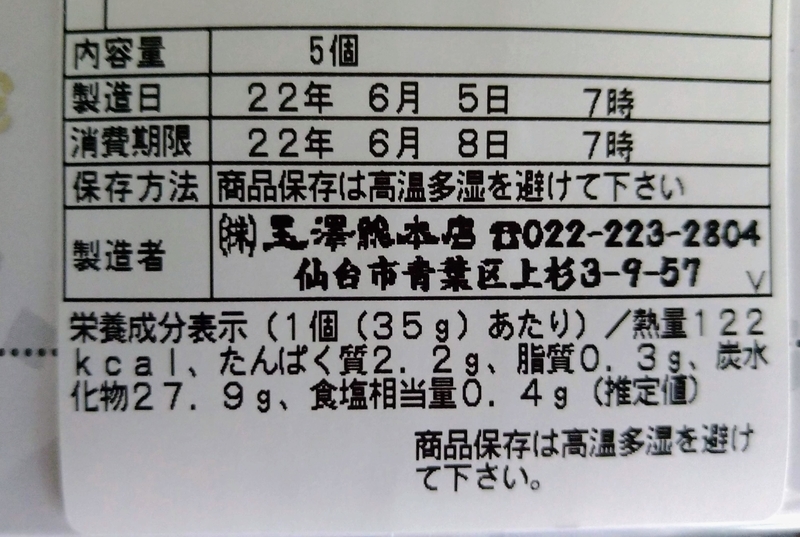 内容量 5個
製造日 22年 6月 5日 7時
消費期限 22年 6月 8日 7時
保存方法 商品保存は高温多湿を避けて下さい
製造者 (株)玉澤総本店 ☎022-223-2804
仙台市青葉区上杉3-9-57 V
栄養成分表示(1個(35g)あたり)/熱量122
kcal、たんぱく質2.2g、脂質0.3g、炭水
化物27.9g、食塩相当量0.4g(推定値)
商品保存は高温多湿を避け
て下さい。